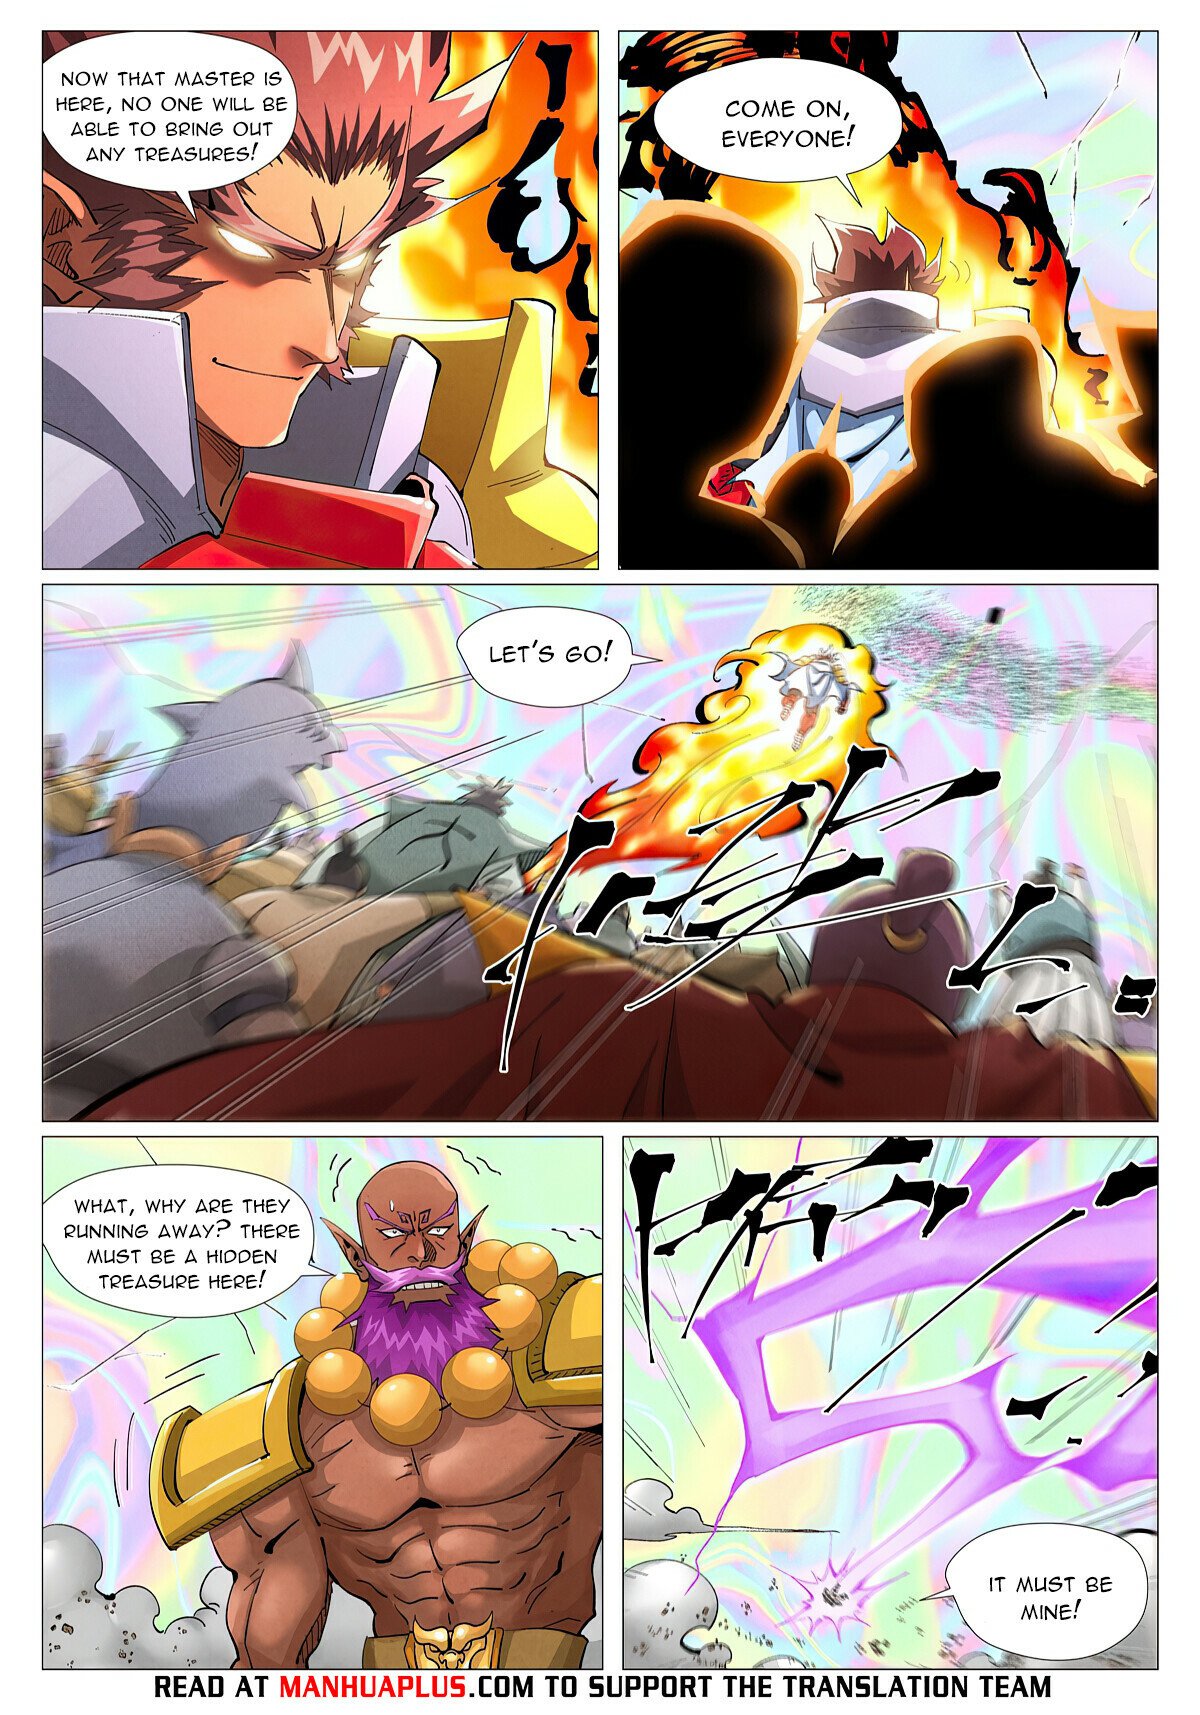 NOW THAT MASTER IS
HERE, NO ONE WILL BE
ABLE TO BRING OUT
ANY TREASURES!
COME ON,
EVERYONE!
LET'S GO!
WHAT, WHY ARE THEY
RUNNING AWAY? THERE
MUST BE A HIDDEN
TREASURE HERE!
IT MUST BE
MINE!
READ AT MANHUAPLUS.COM TO SUPPORT THE TRANSLATION TEAM